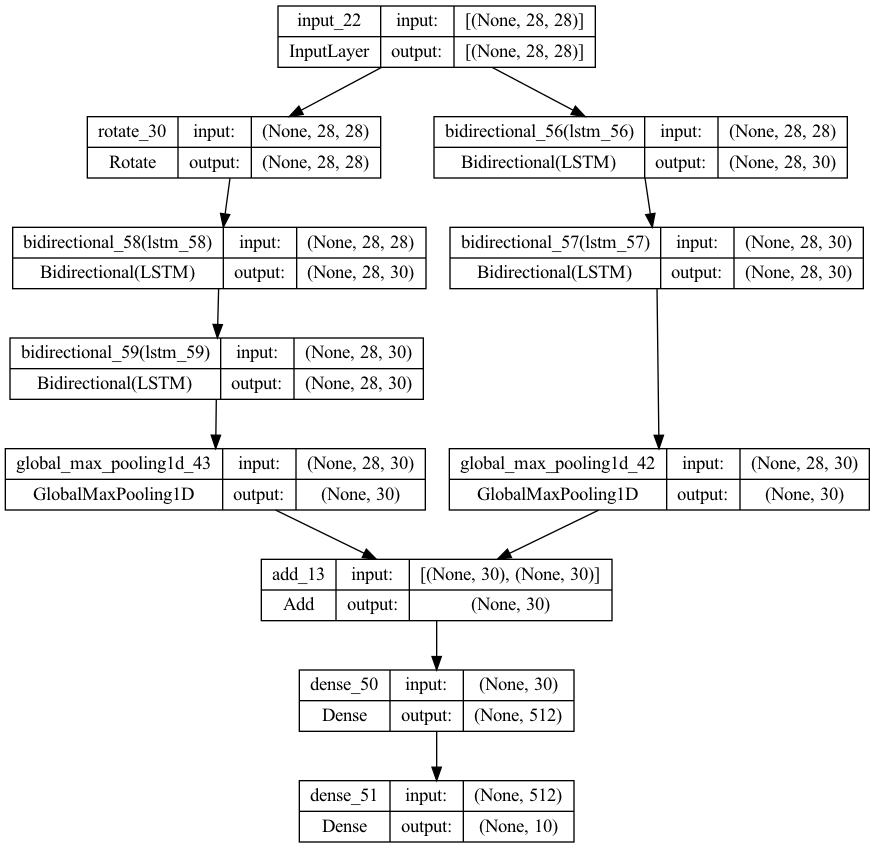 input_22 input: [(None, 28, 28)]
InputLayer output: [(None, 28, 28)]
rotate_30 input: (None, 28, 28)
Rotate output: (None, 28, 28)
bidirectional_56(lstm_56) input: (None, 28, 28)
Bidirectional(LSTM) output: (None, 28, 30)
bidirectional_58(lstm_58) input: (None, 28, 28)
Bidirectional(LSTM) output: (None, 28, 30)
bidirectional_57(lstm_57) input: (None, 28, 30)
Bidirectional(LSTM) output: (None, 28, 30)
bidirectional_59(lstm_59) input: (None, 28, 30)
Bidirectional(LSTM) output: (None, 28, 30)
global_max_pooling1d_43 input: (None, 28, 30)
GlobalMaxPooling1D output: (None, 30)
global_max_pooling1d_42 input: (None, 28, 30)
GlobalMaxPooling1D output: (None, 30)
add_13 input: [(None, 30), (None, 30)]
Add output: (None, 30)
dense_50 input: (None, 30)
Dense output: (None, 512)
dense_51 input: (None, 512)
Dense output: (None, 10)